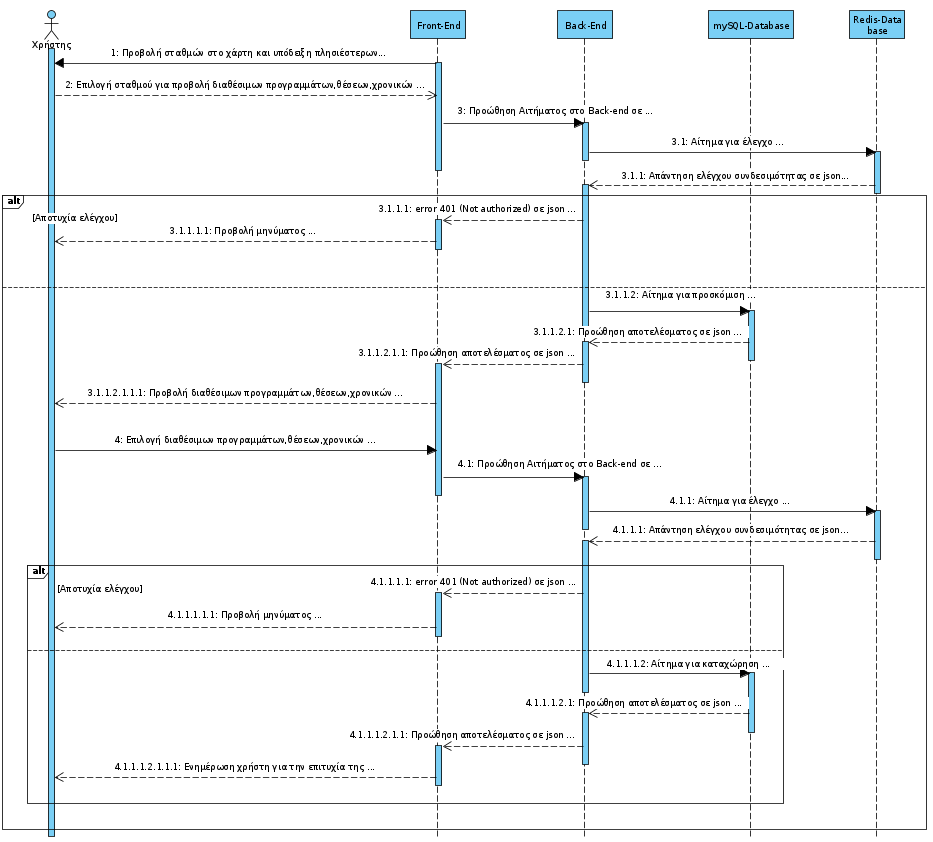 Χρήστης
Front-End
Back-End
mySQL-Database
Redis-Data
base
1: Προβολή σταθμών στο χάρτη και υπόδειξη πλησιέστερων...
2: Επιλογή σταθμού για προβολή διαθέσιμων προγραμμάτων,θέσεων,χρονικών ...
3: Προώθηση Αιτήματος στο Back-end σε ...
3.1: Αίτημα για έλεγχο ...
3.1.1: Απάντηση ελέγχου συνδεσιμότητας σε json...
alt
[Αποτυχία ελέγχου]
3.1.1.1: error 401 (Not authorized) σε json ...
3.1.1.1.1: Προβολή μηνύματος ...
3.1.1.2: Αίτημα για προσκόμιση ...
3.1.1.2.1: Προώθηση αποτελέσματος σε json ...
3.1.1.2.1.1: Προώθηση αποτελέσματος σε json ...
3.1.1.2.1.1.1: Προβολή διαθέσιμων προγραμμάτων,θέσεων,χρονικών ...
4: Επιλογή διαθέσιμων προγραμμάτων,θέσεων,χρονικών ...
4.1: Προώθηση Αιτήματος στο Back-end σε ...
4.1.1: Αίτημα για έλεγχο ...
4.1.1.1: Απάντηση ελέγχου συνδεσιμότητας σε json...
alt
[Αποτυχία ελέγχου]
4.1.1.1.1: error 401 (Not authorized) σε json ...
4.1.1.1.1.1: Προβολή μηνύματος ...
4.1.1.1.2: Αίτημα για καταχώρηση ...
4.1.1.1.2.1: Προώθηση αποτελέσματος σε json ...
4.1.1.1.2.1.1: Προώθηση αποτελέσματος σε json ...
4.1.1.1.2.1.1.1: Ενημέρωση χρήστη για την επιτυχία της ...